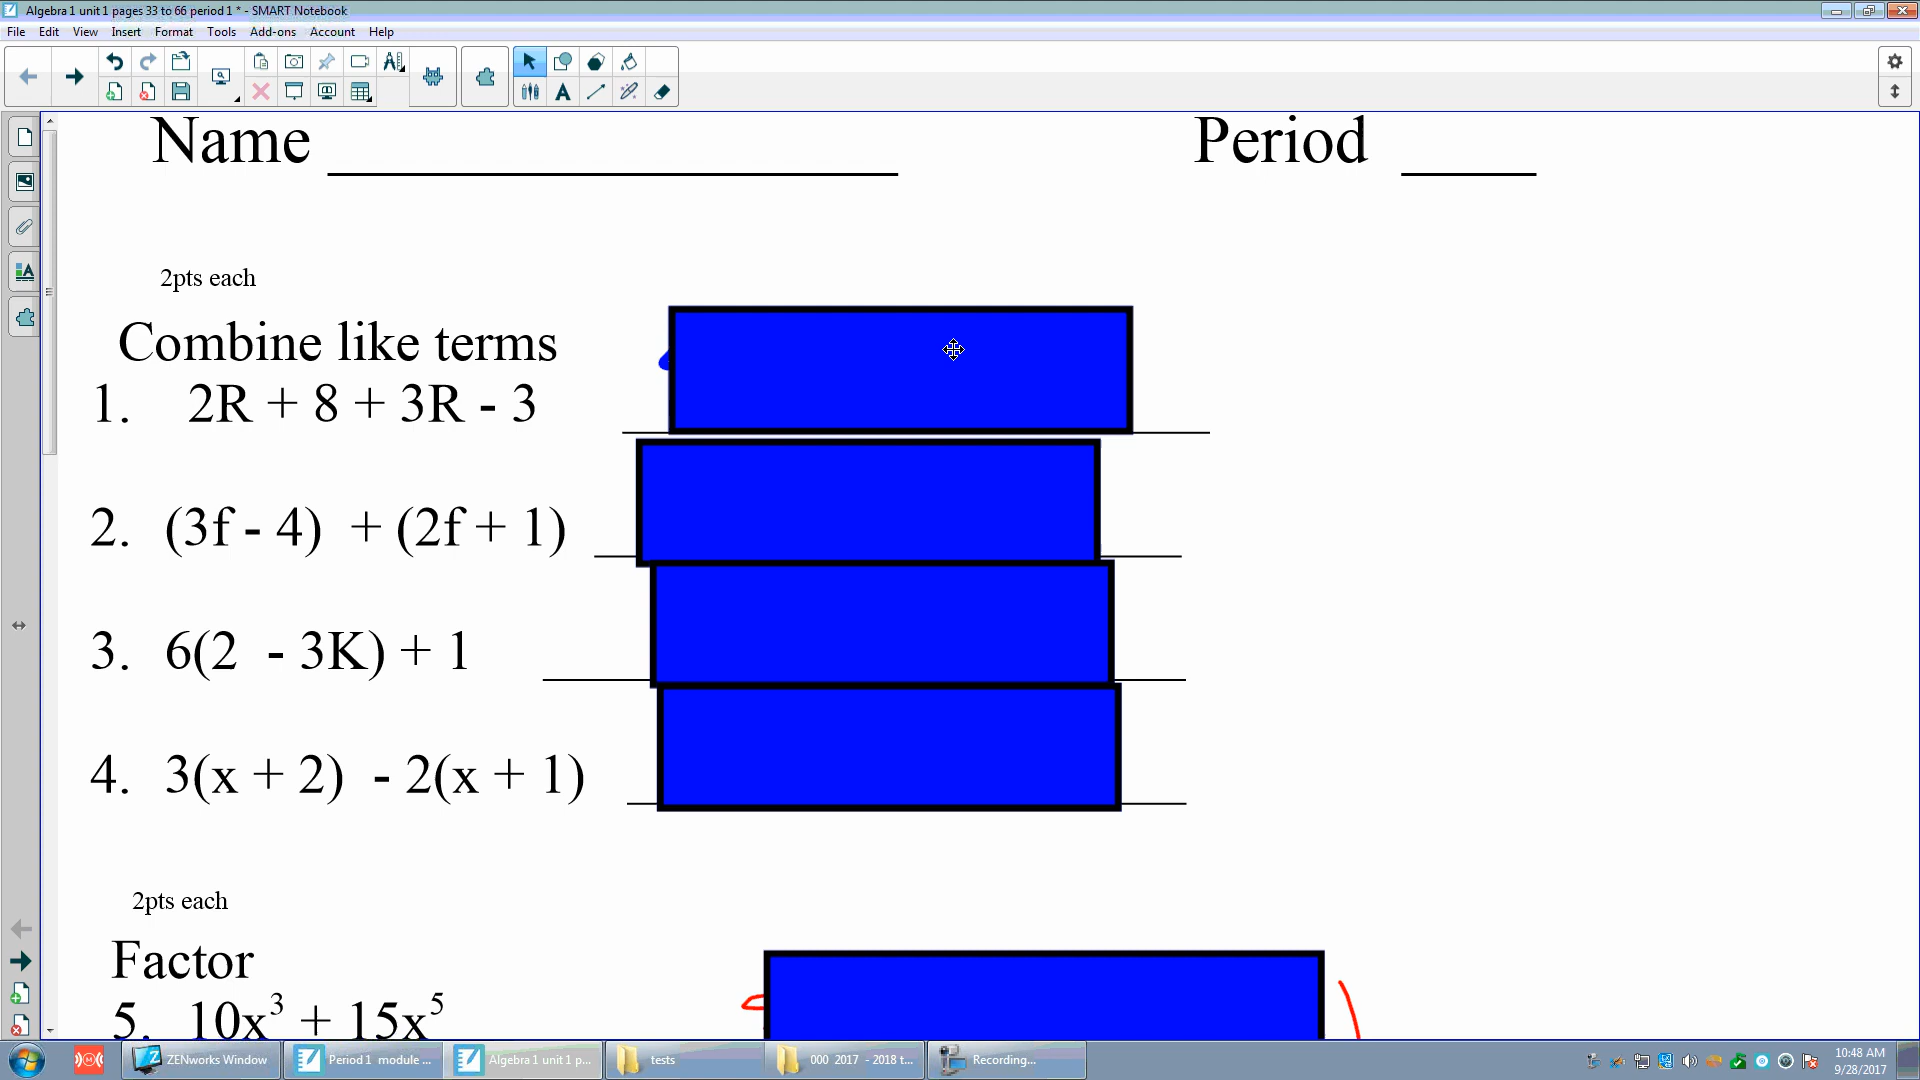 Algebra 1 unit 1 pages 33 to 66 period 1 * - SMART Notebook
File Edit View Insert Format Tools Add-ons Account Help
Name Period
2pts each
Combine like terms
1. 2R + 8 + 3R - 3
2. (3f - 4) + (2f + 1)
3. 6(2 - 3K) + 1
4. 3(x + 2) - 2(x + 1)
2pts each
Factor
5. 10x³ + 15x⁵
ZENworks Window Period 1 module ... Algebra 1 unit 1 p... tests 000 2017 - 2018 t... Recording...
10:48 AM
9/28/2017